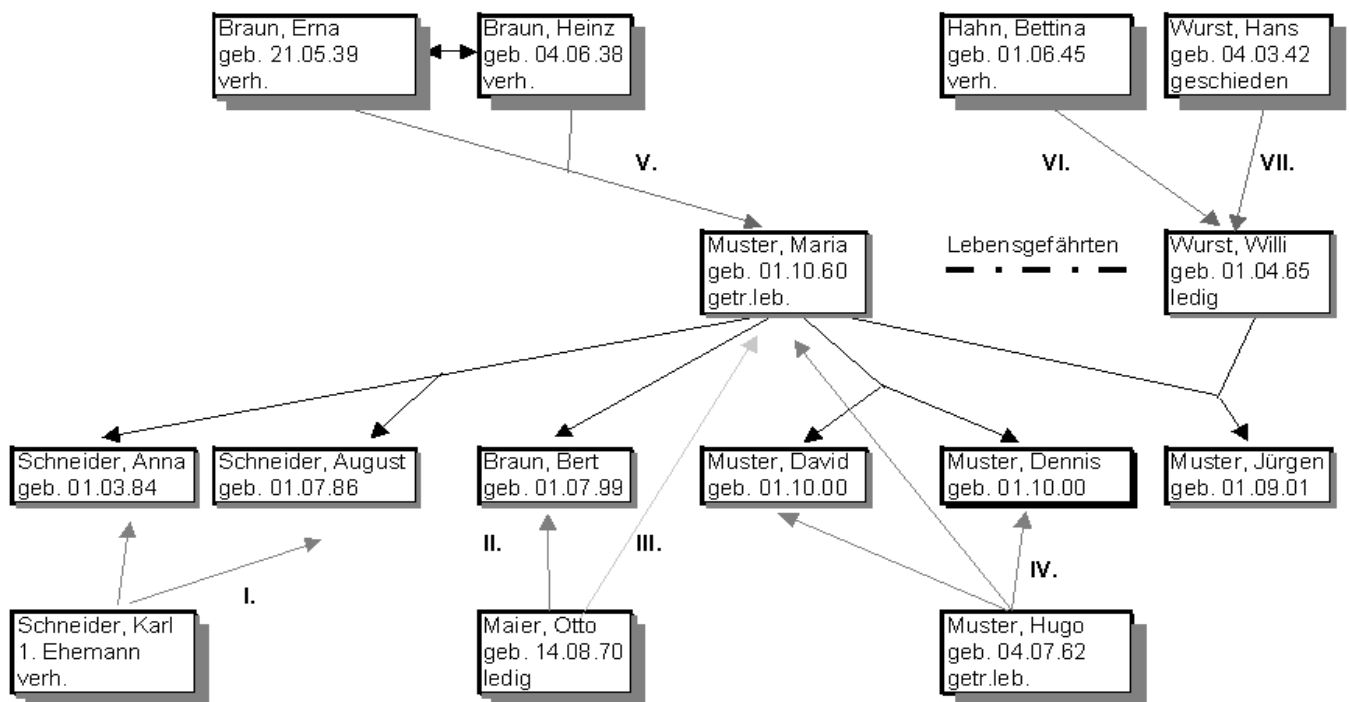 Braun, Erna
geb. 21.05.39
verh.
Braun, Heinz
geb. 04.06.38
verh.
Hahn, Bettina
geb. 01.06.45
verh.
Wurst, Hans
geb. 04.03.42
geschieden
V.
VI.
VII.
Muster, Maria
geb. 01.10.60
getr.leb.
Lebensgefährten
Wurst, Willi
geb. 01.04.65
ledig
Schneider, Anna
geb. 01.03.84
Schneider, August
geb. 01.07.86
Braun, Bert
geb. 01.07.99
Muster, David
geb. 01.10.00
Muster, Dennis
geb. 01.10.00
Muster, Jürgen
geb. 01.09.01
I.
II.
III.
IV.
Schneider, Karl
1. Ehemann
verh.
Maier, Otto
geb. 14.08.70
ledig
Muster, Hugo
geb. 04.07.62
getr.leb.